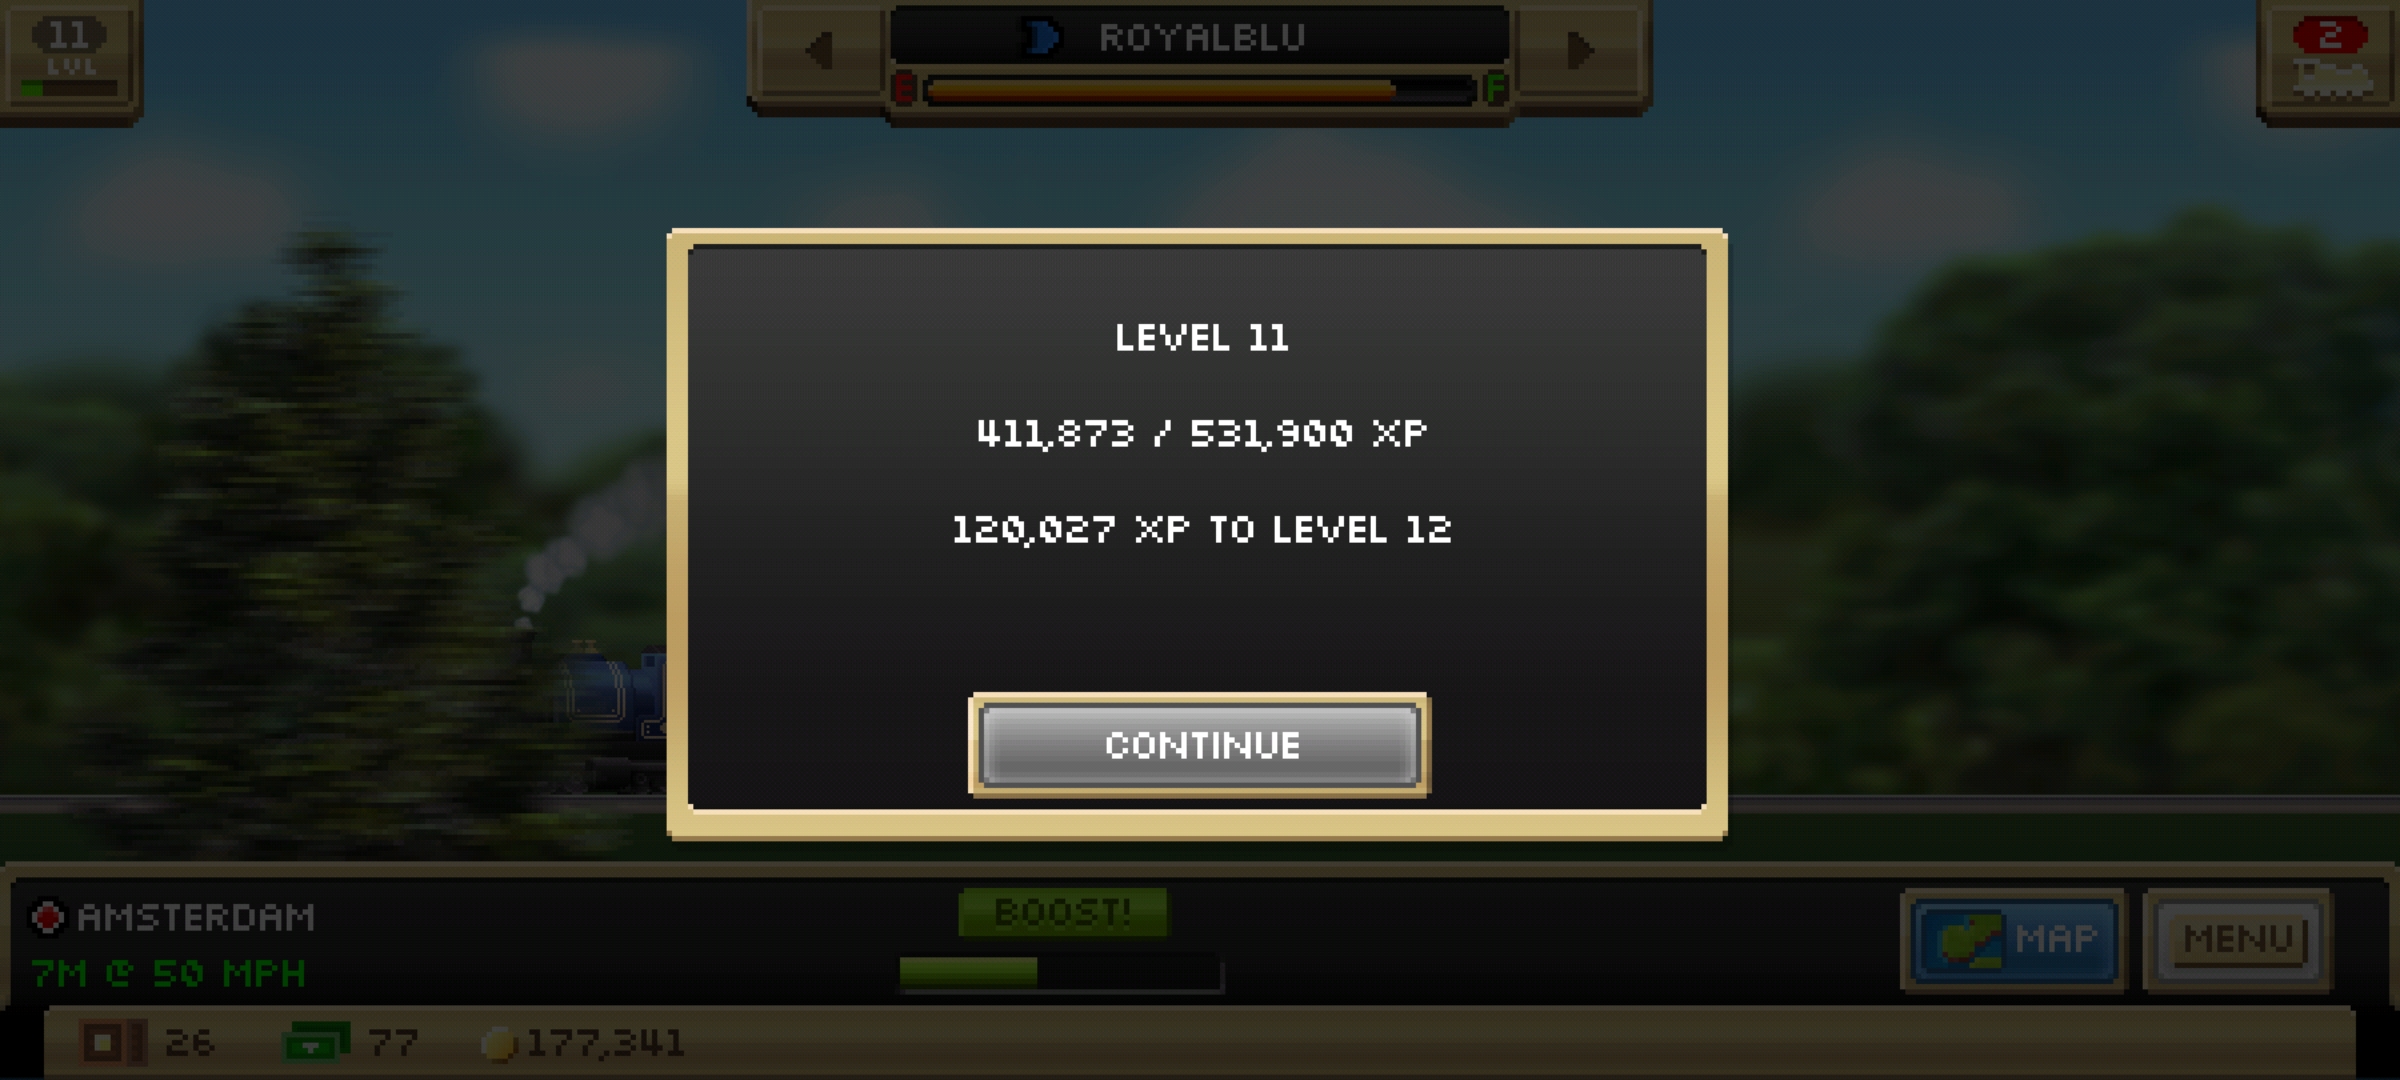 11
LVL
ROYALBLU
E F
2
LEVEL 11
411,873 / 531,900 XP
120,027 XP TO LEVEL 12
CONTINUE
AMSTERDAM
7M @ 50 MPH
BOOST!
MAP
MENU
26 77 177,341